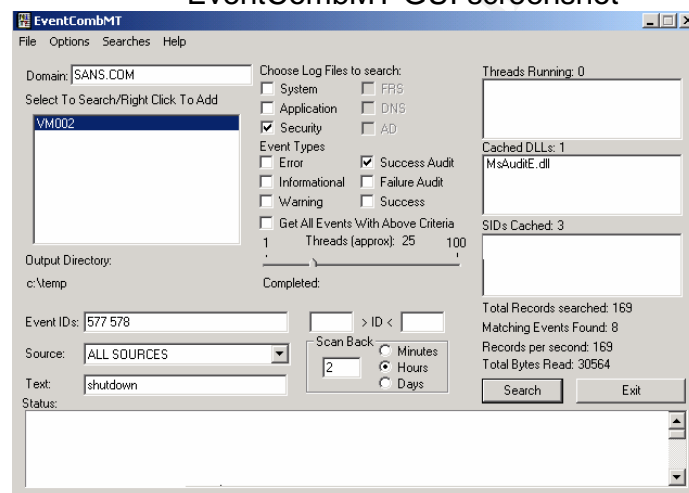 EventCombMT GUI screenshot
EventCombMT
File Options Searches Help
Domain: SANS.COM
Select To Search/Right Click To Add
VM002
Output Directory:
c:\temp
Choose Log Files to search:
System FRS
Application DNS
Security AD
Event Types
Error Success Audit
Informational Failure Audit
Warning Success
Get All Events With Above Criteria
1 Threads (approx): 25 100
Completed:
Threads Running: 0
Cached DLLs: 1
MsAuditE.dll
SIDs Cached: 3
Total Records searched: 169
Matching Events Found: 8
Records per second: 169
Total Bytes Read: 30564
Event IDs: 577 578
> ID <
Source: ALL SOURCES
Text: shutdown
Scan Back
2
Minutes
Hours
Days
Search Exit
Status: